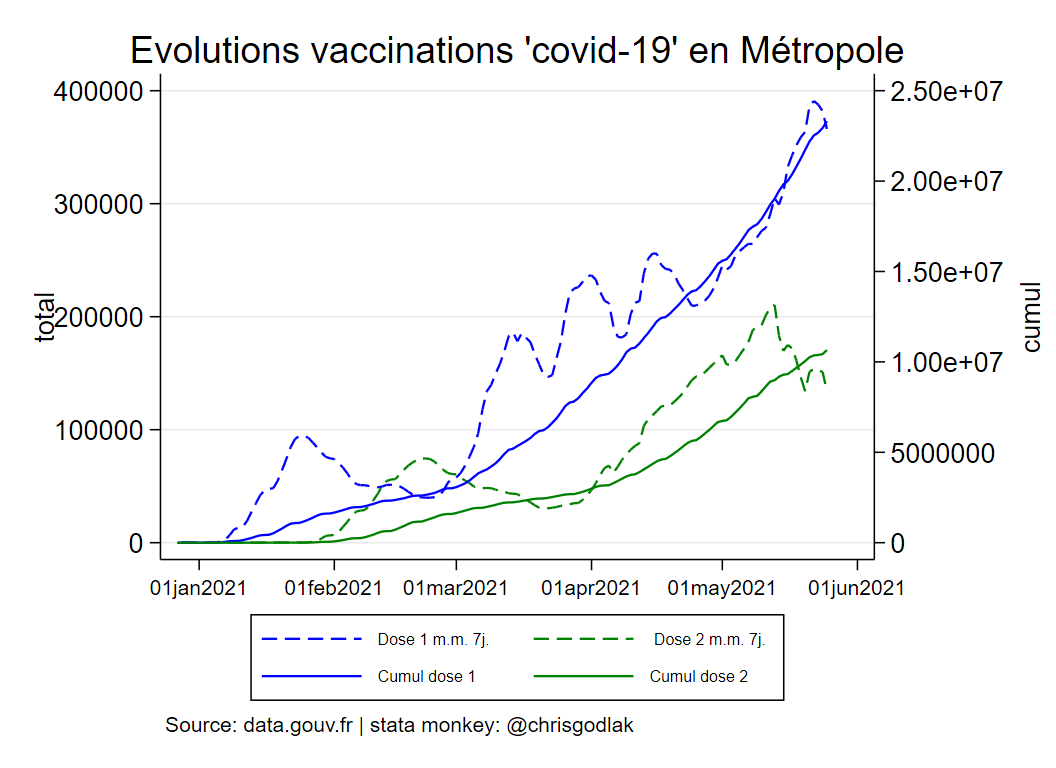 Evolutions vaccinations 'covid-19' en Métropole
400000
300000
200000
100000
0
total
2.50e+07
2.00e+07
1.50e+07
1.00e+07
5000000
0
cumul
01jan2021 01feb2021 01mar2021 01apr2021 01may2021 01jun2021
Dose 1 m.m. 7j. Dose 2 m.m. 7j.
Cumul dose 1 Cumul dose 2
Source: data.gouv.fr | stata monkey: @chrisgodlak